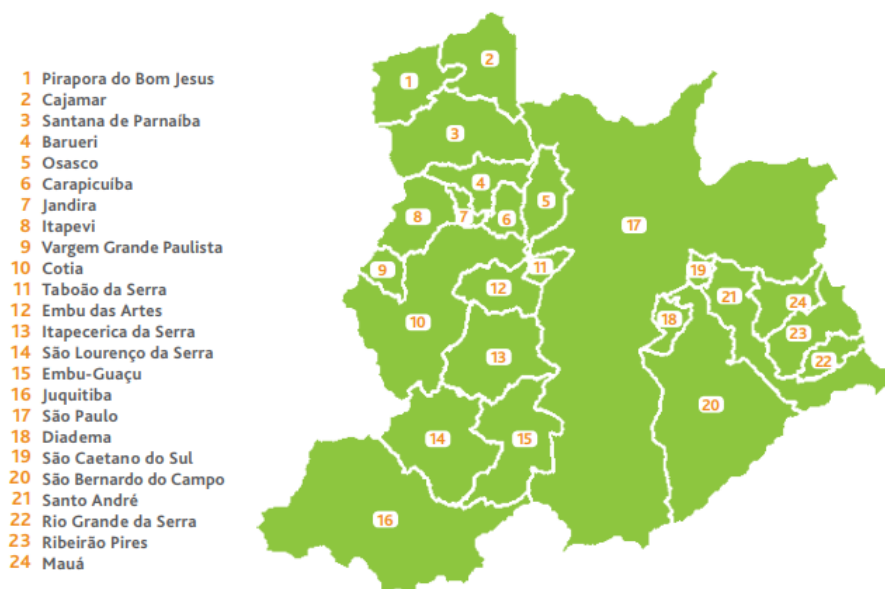 1 Pirapora do Bom Jesus
2 Cajamar
3 Santana de Parnaíba
4 Barueri
5 Osasco
6 Carapicuíba
7 Jandira
8 Itapevi
9 Vargem Grande Paulista
10 Cotia
11 Taboão da Serra
12 Embu das Artes
13 Itapecerica da Serra
14 São Lourenço da Serra
15 Embu-Guaçu
16 Juquitiba
17 São Paulo
18 Diadema
19 São Caetano do Sul
20 São Bernardo do Campo
21 Santo André
22 Rio Grande da Serra
23 Ribeirão Pires
24 Mauá
2
1
3
4
5
6
7
8
17
9
11
19
12
21
24
10
18
23
13
22
20
14
15
16